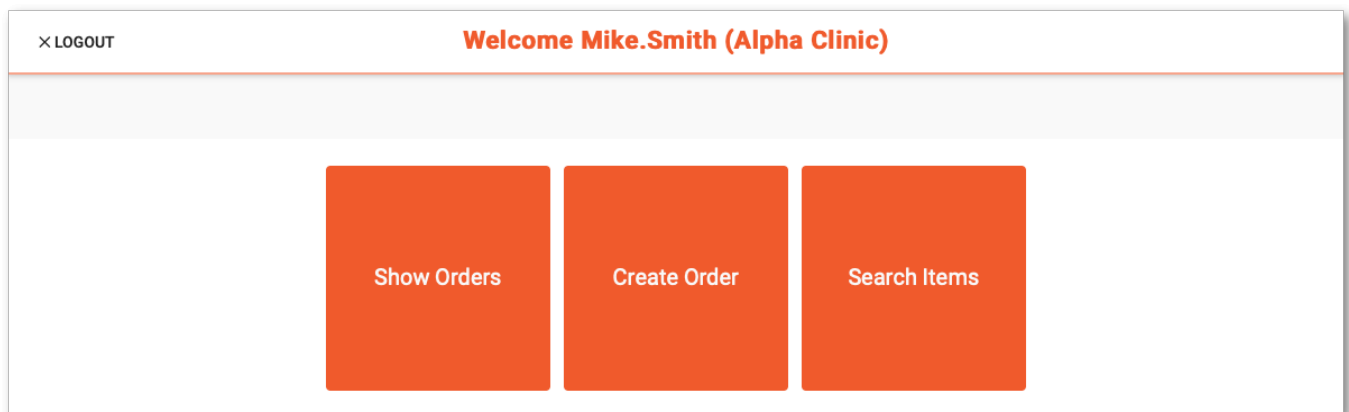 LOGOUT
Welcome Mike.Smith (Alpha Clinic)
Show Orders
Create Order
Search Items